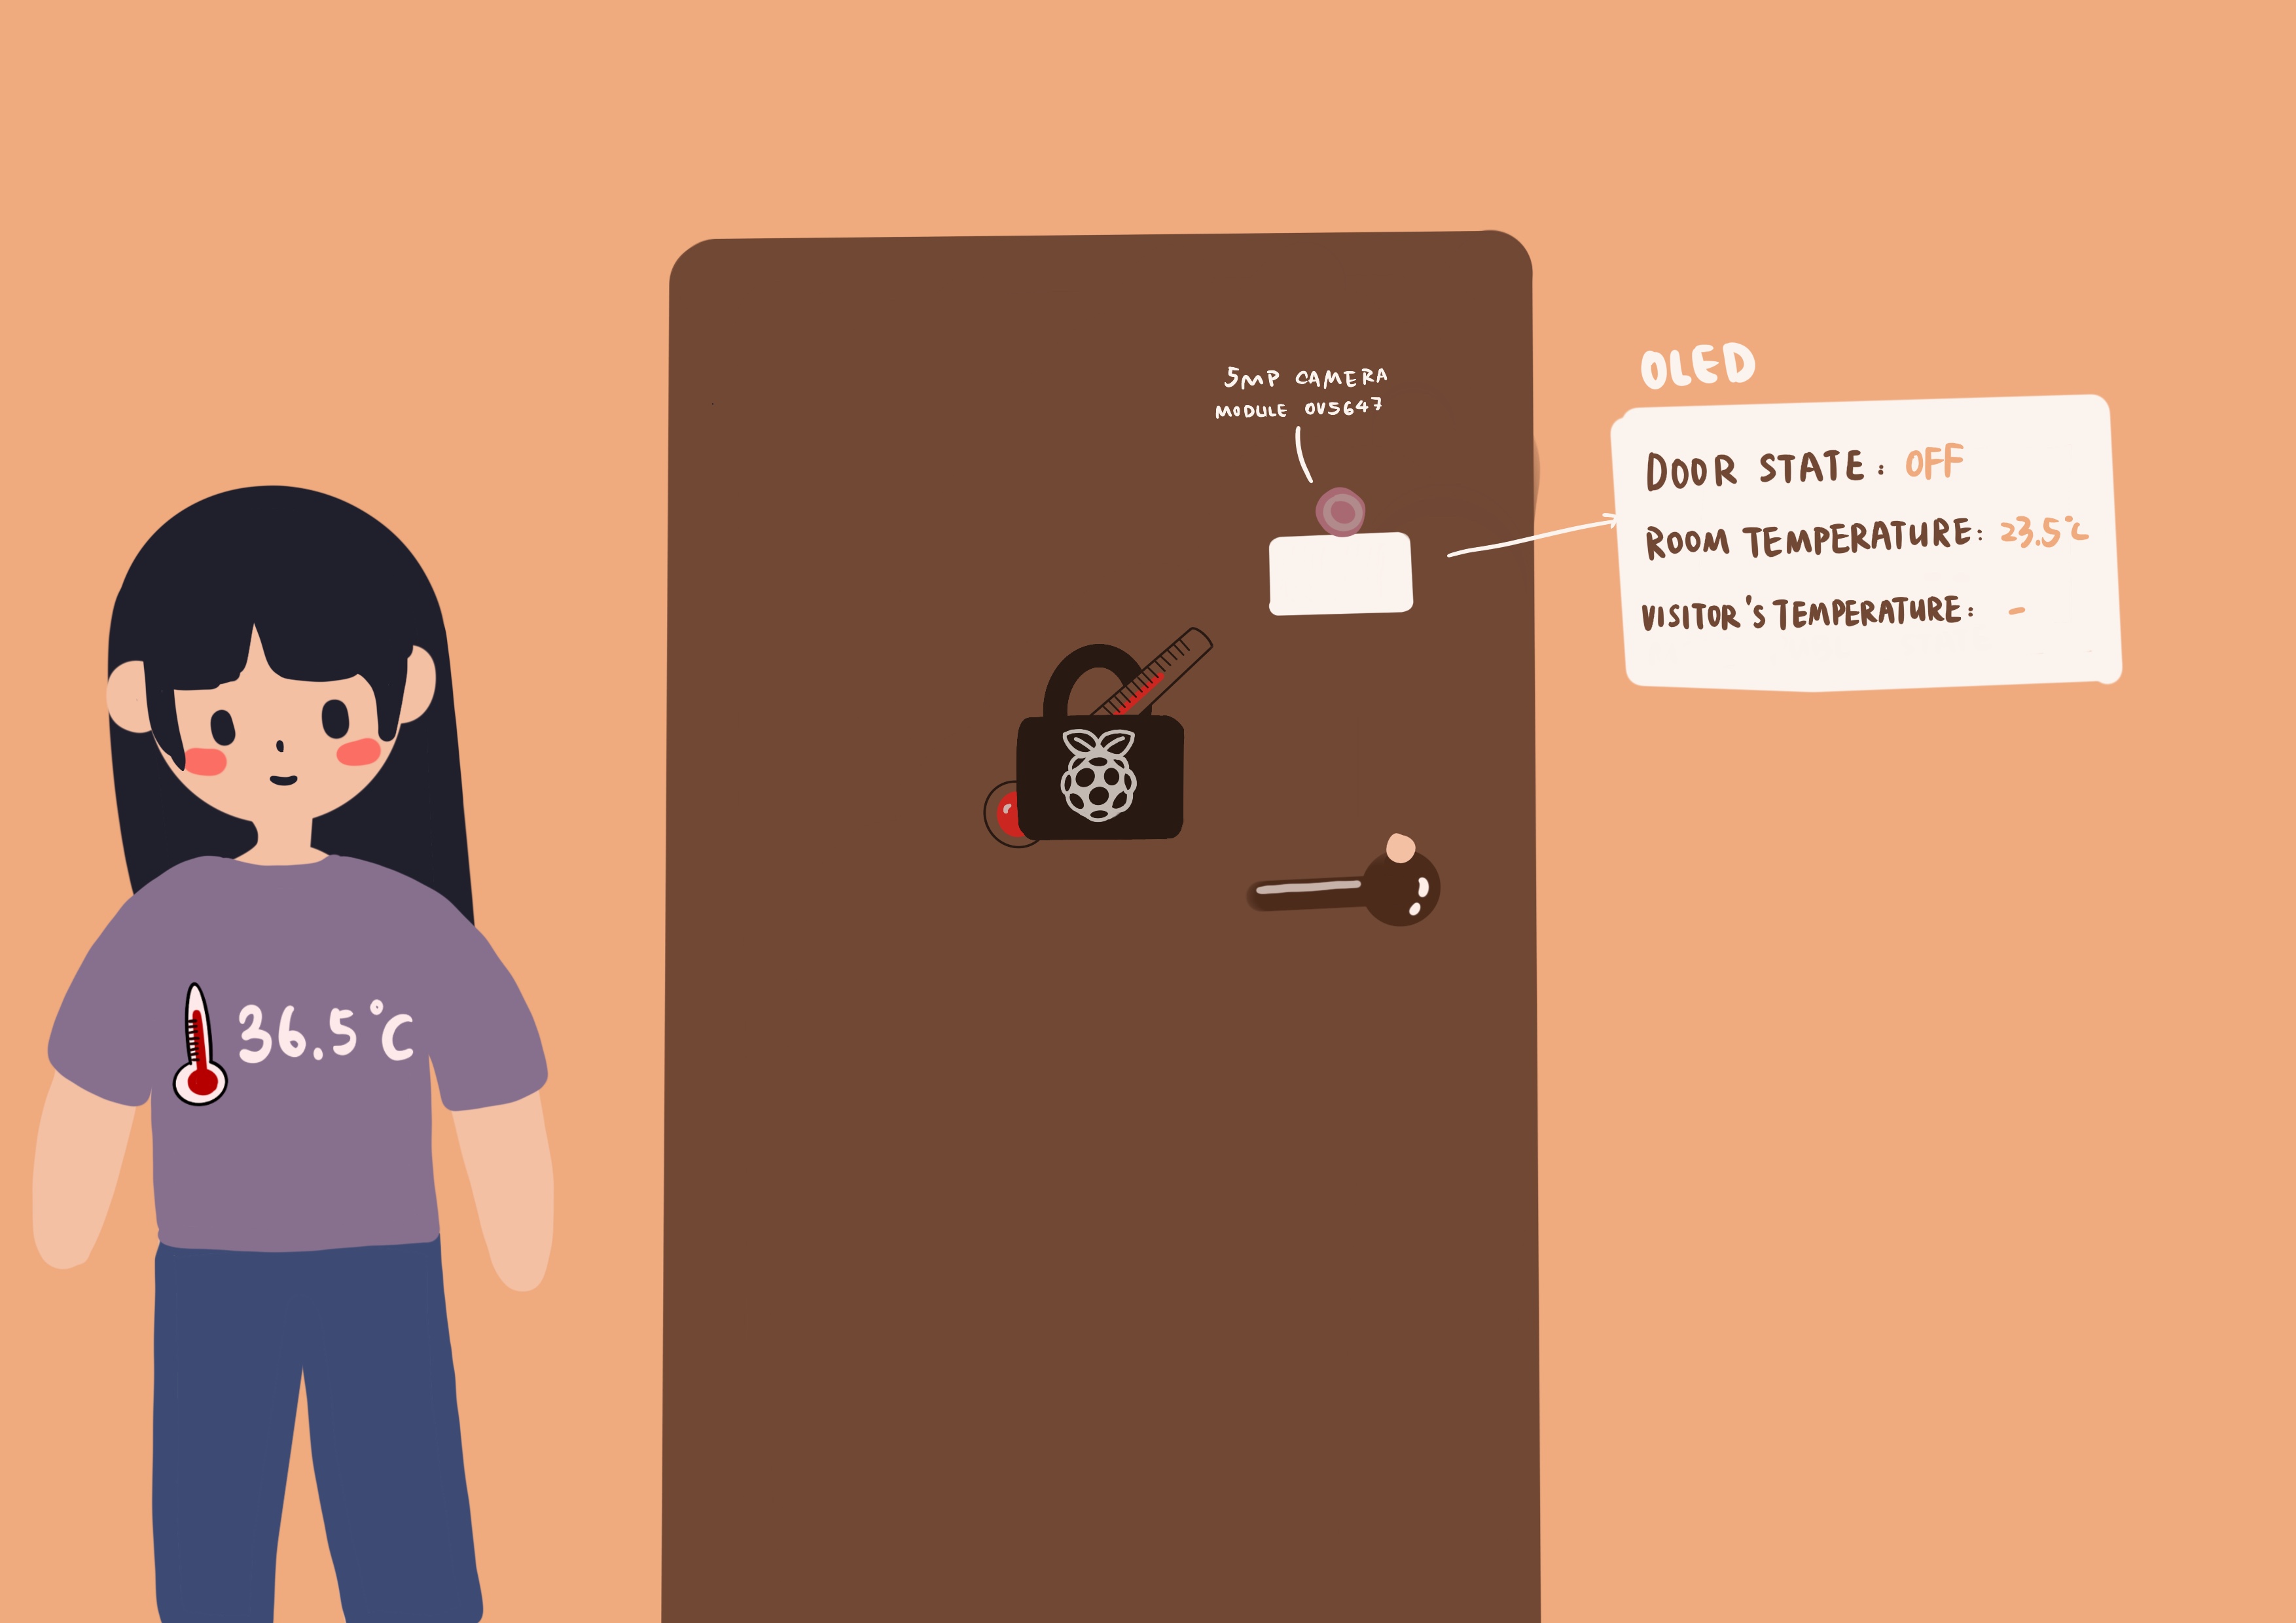 5MP CAMERA
MODULE OV5647
OLED
DOOR STATE: OFF
ROOM TEMPERATURE: 23.5°C
VISITOR'S TEMPERATURE: -
36.5°C